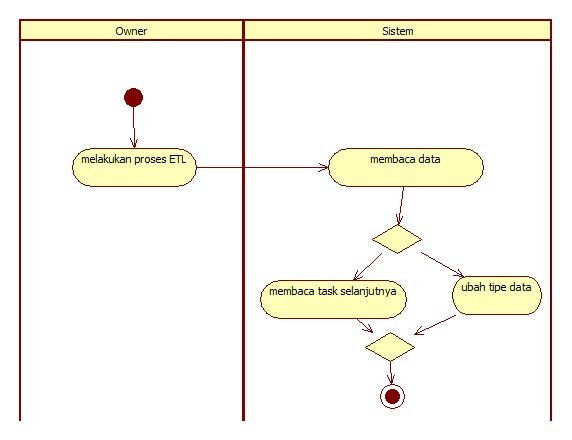 Owner
Sistem
melakukan proses ETL
membaca data
membaca task selanjutnya
ubah tipe data